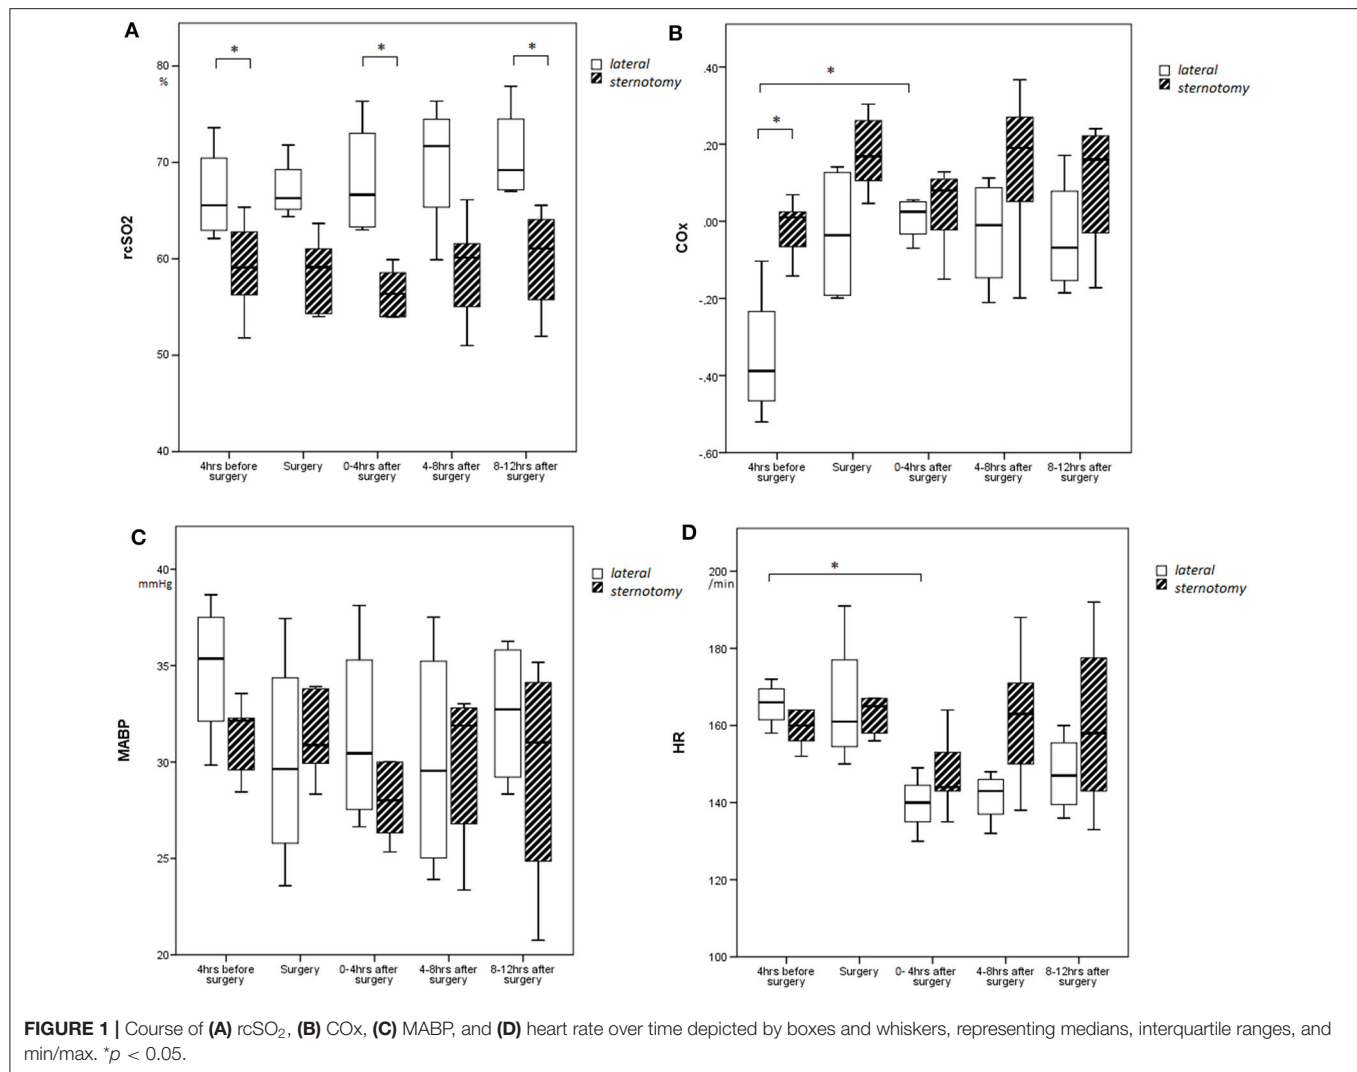 A
80
%
70
60
50
40
rcSO2
*
*
*
lateral
sternotomy
4hrs before
surgery
Surgery
0-4hrs after
surgery
4-8hrs after
surgery
8-12hrs after
surgery
B
,40
,20
,00
-,20
-,40
-,60
COx
*
*
lateral
sternotomy
4hrs before
surgery
Surgery
0-4hrs after
surgery
4-8hrs after
surgery
8-12hrs after
surgery
C
40
mmHg
35
30
25
20
MABP
lateral
sternotomy
4hrs before
surgery
Surgery
0-4hrs after
surgery
4-8hrs after
surgery
8-12hrs after
surgery
D
200
/min
180
160
140
120
100
HR
*
lateral
sternotomy
4hrs before
surgery
Surgery
0- 4hrs after
surgery
4-8hrs after
surgery
8-12hrs after
surgery
FIGURE 1 | Course of (A) rcSO₂, (B) COx, (C) MABP, and (D) heart rate over time depicted by boxes and whiskers, representing medians, interquartile ranges, and
min/max. *p < 0.05.